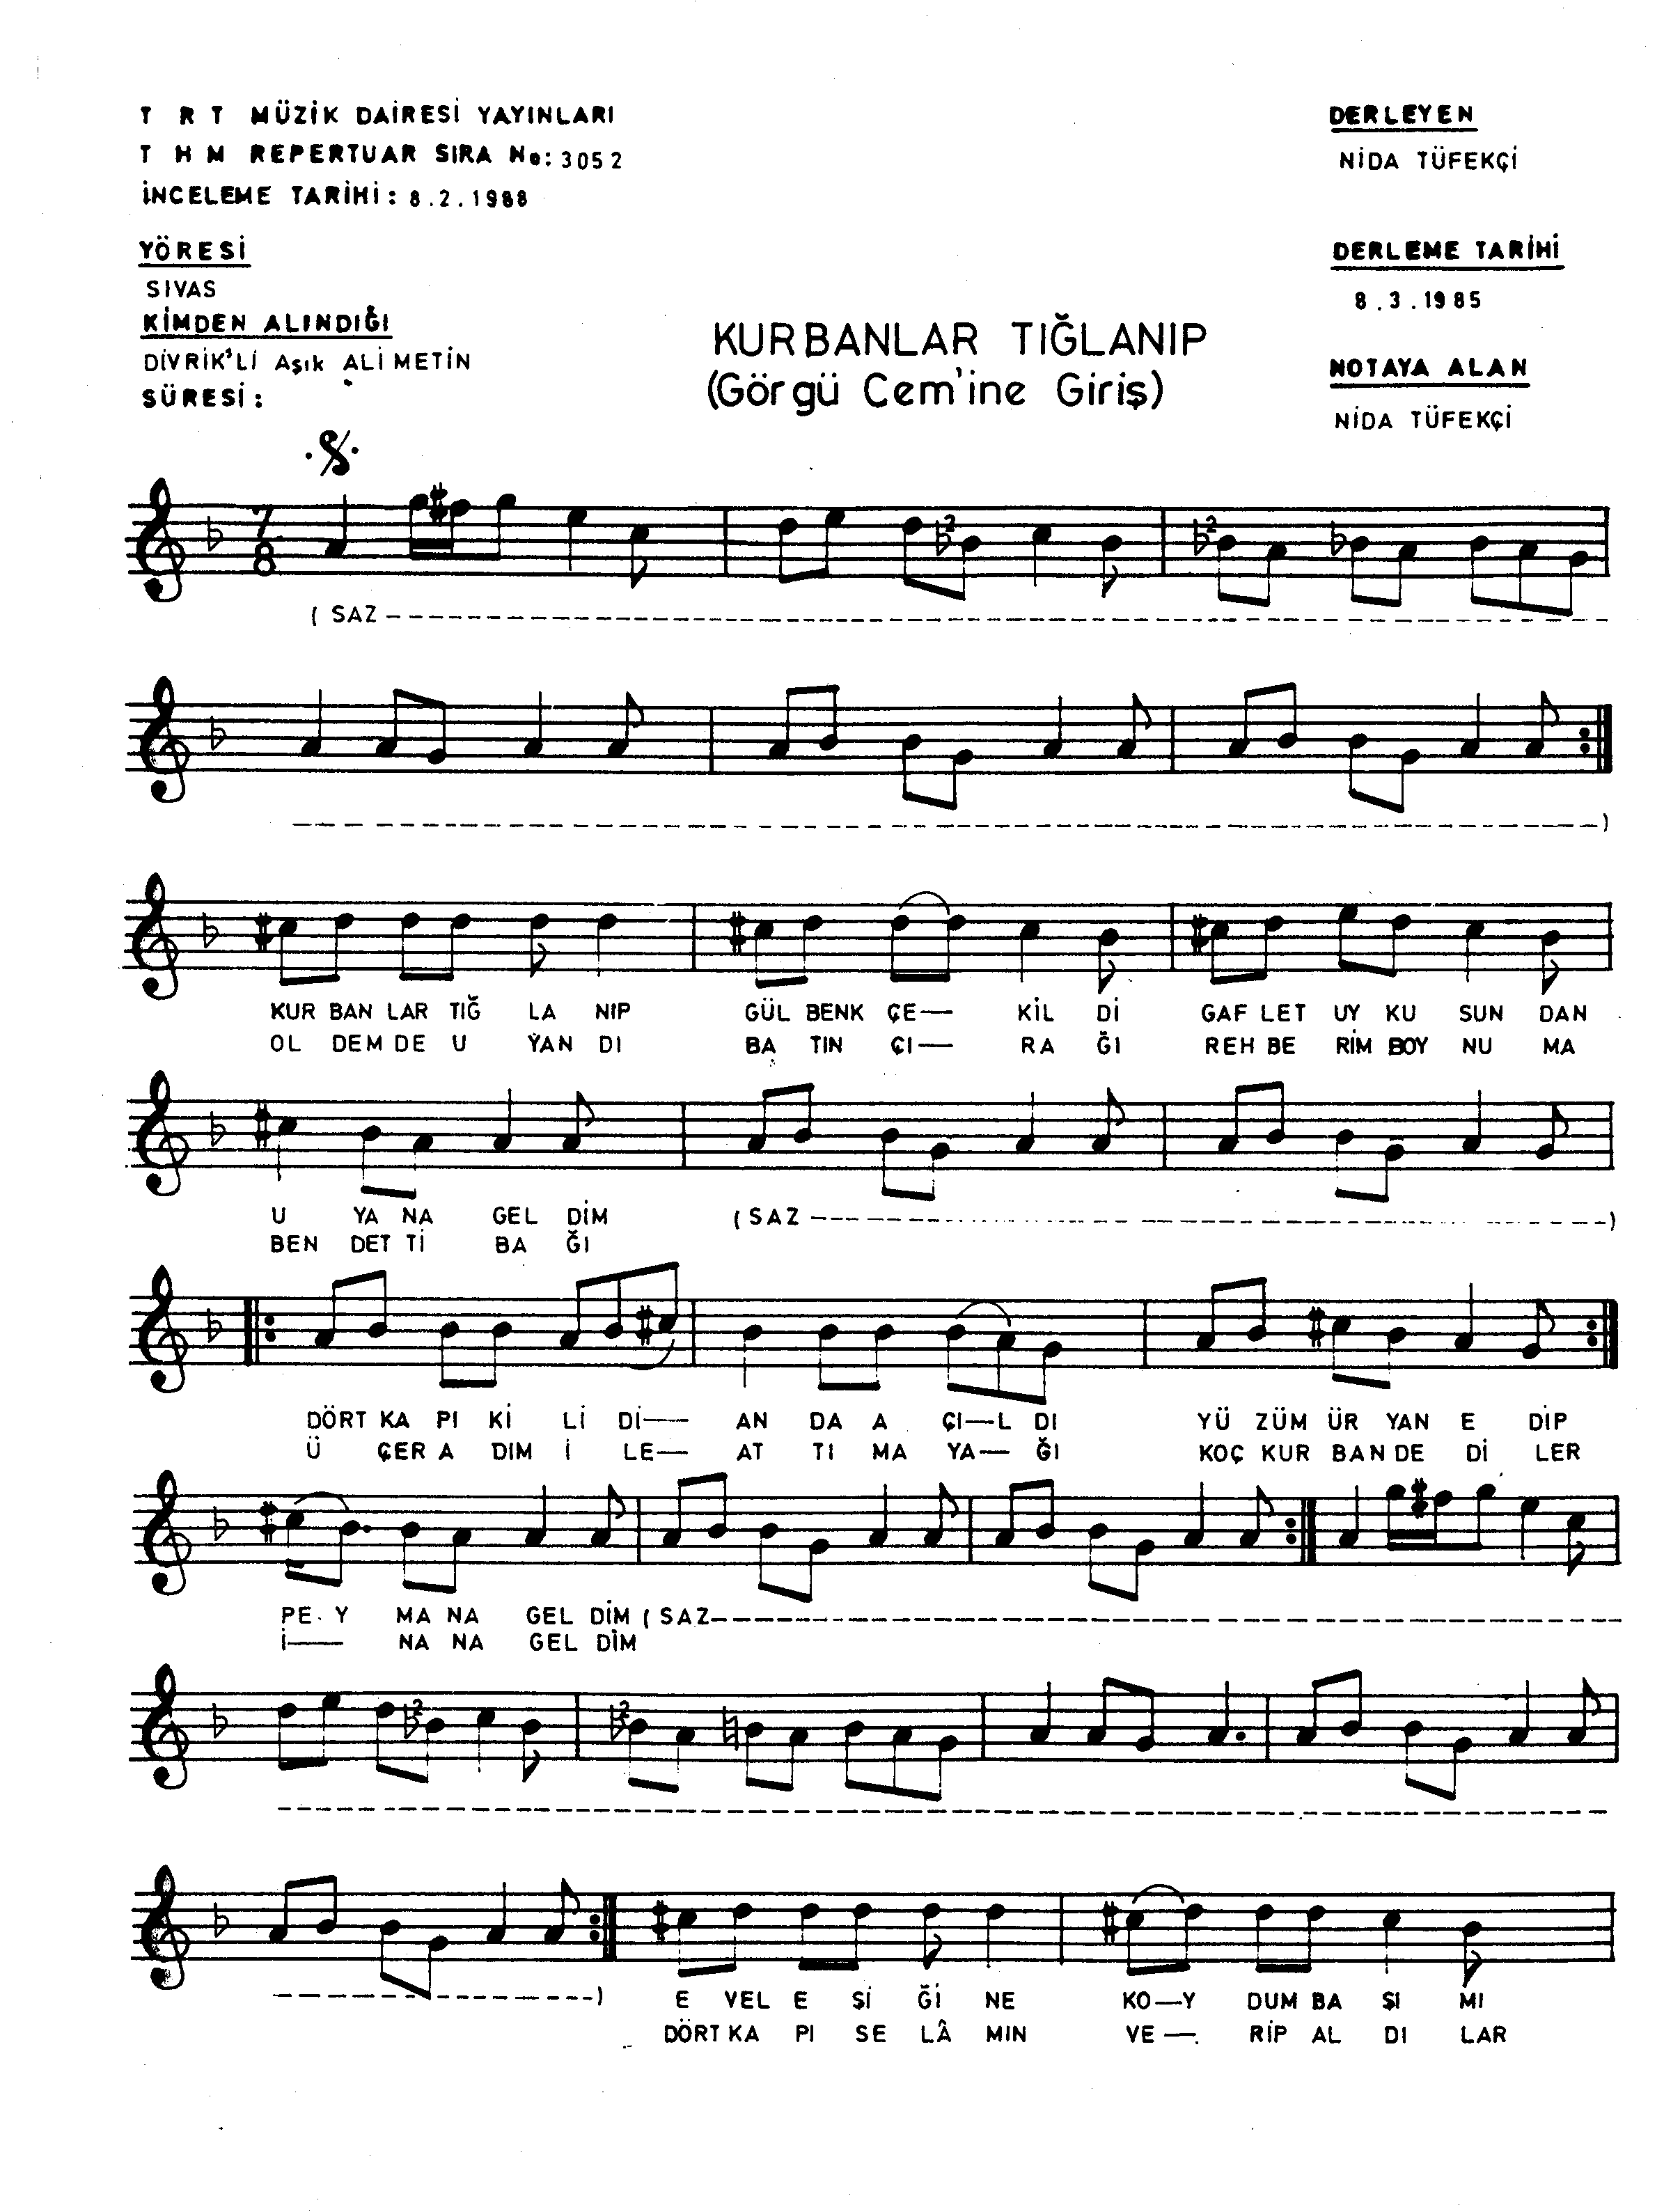 T R T MÜZİK DAİRESİ YAYINLARI
T H M REPERTUAR SIRA No: 3052
İNCELEME TARİHİ : 8.2.1988
DERLEYEN
NİDA TÜFEKÇİ
YÖRESİ
SIVAS
KİMDEN ALINDIĞI
DİVRİK'Lİ Aşık ALİ METİN
SÜRESİ :
DERLEME TARİHİ
8.3.1985
KURBANLAR TIĞLANIP
(Görgü Cem'ine Giriş)
NOTAYA ALAN
NİDA TÜFEKÇİ
7
8
2 2
( SAZ ------
------ )
KUR BAN LAR TIĞ LA NIP GÜL BENK ÇE— KİL Dİ GAF LET UY KU SUN DAN
OL DEM DE U YAN DI BA TIN ÇI— RA ĞI REH BE RİM BOY NU MA
U YA NA GEL DİM ( SAZ ------ )
BEN DET Tİ BA ĞI
DÖRT KA PI Kİ Lİ Dİ— AN DA A ÇI—L DI YÜ ZÜM ÜR YAN E DİP
Ü ÇER A DIM İ LE— AT TI MA YA— ĞI KOÇ KUR BAN DE Dİ LER
PE. Y MA NA GEL DİM ( SAZ ------
İ— NA NA GEL DİM
2 2
------
------ ) E VEL E Şİ Ğİ NE KO—Y DUM BA ŞI MI
DÖRT KA PI SE LÂ MIN VE— RİP AL DI LAR